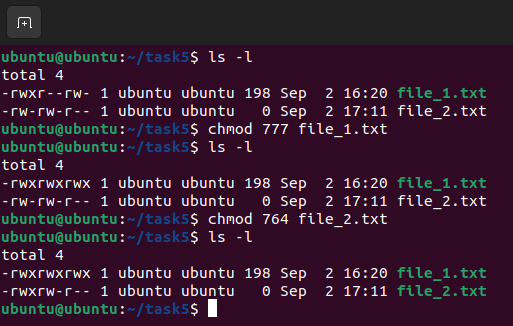 ubuntu@ubuntu:~/task5$ ls -l
total 4
-rwxr--rw- 1 ubuntu ubuntu 198 Sep  2 16:20 file_1.txt
-rw-rw-r-- 1 ubuntu ubuntu   0 Sep  2 17:11 file_2.txt
ubuntu@ubuntu:~/task5$ chmod 777 file_1.txt
ubuntu@ubuntu:~/task5$ ls -l
total 4
-rwxrwxrwx 1 ubuntu ubuntu 198 Sep  2 16:20 file_1.txt
-rw-rw-r-- 1 ubuntu ubuntu   0 Sep  2 17:11 file_2.txt
ubuntu@ubuntu:~/task5$ chmod 764 file_2.txt
ubuntu@ubuntu:~/task5$ ls -l
total 4
-rwxrwxrwx 1 ubuntu ubuntu 198 Sep  2 16:20 file_1.txt
-rwxrw-r-- 1 ubuntu ubuntu   0 Sep  2 17:11 file_2.txt
ubuntu@ubuntu:~/task5$